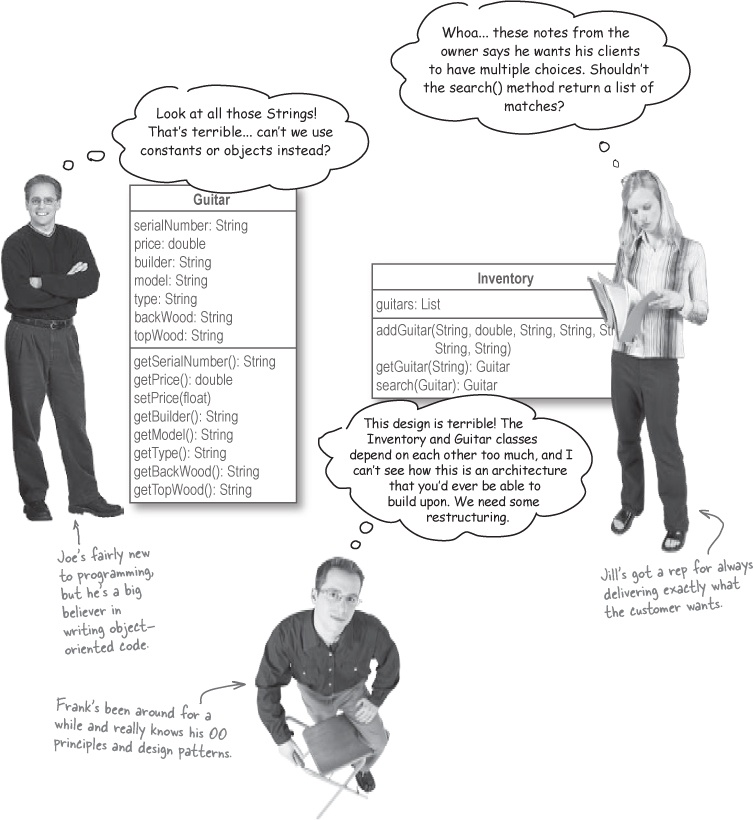 Whoa... these notes from the
owner says he wants his clients
to have multiple choices. Shouldn't
the search() method return a list of
matches?
Look at all those Strings!
That's terrible... can't we use
constants or objects instead?
Guitar
serialNumber: String
price: double
builder: String
model: String
type: String
backWood: String
topWood: String
getSerialNumber(): String
getPrice(): double
setPrice(float)
getBuilder(): String
getModel(): String
getType(): String
getBackWood(): String
getTopWood(): String
Inventory
guitars: List
addGuitar(String, double, String, String, Str
String, String)
getGuitar(String): Guitar
search(Guitar): Guitar
This design is terrible! The
Inventory and Guitar classes
depend on each other too much, and I
can't see how this is an architecture
that you'd ever be able to
build upon. We need some
restructuring.
Joe's fairly new
to programming,
but he's a big
believer in
writing object-
oriented code.
Jill's got a rep for always
delivering exactly what
the customer wants.
Frank's been around for a
while and really knows his OO
principles and design patterns.